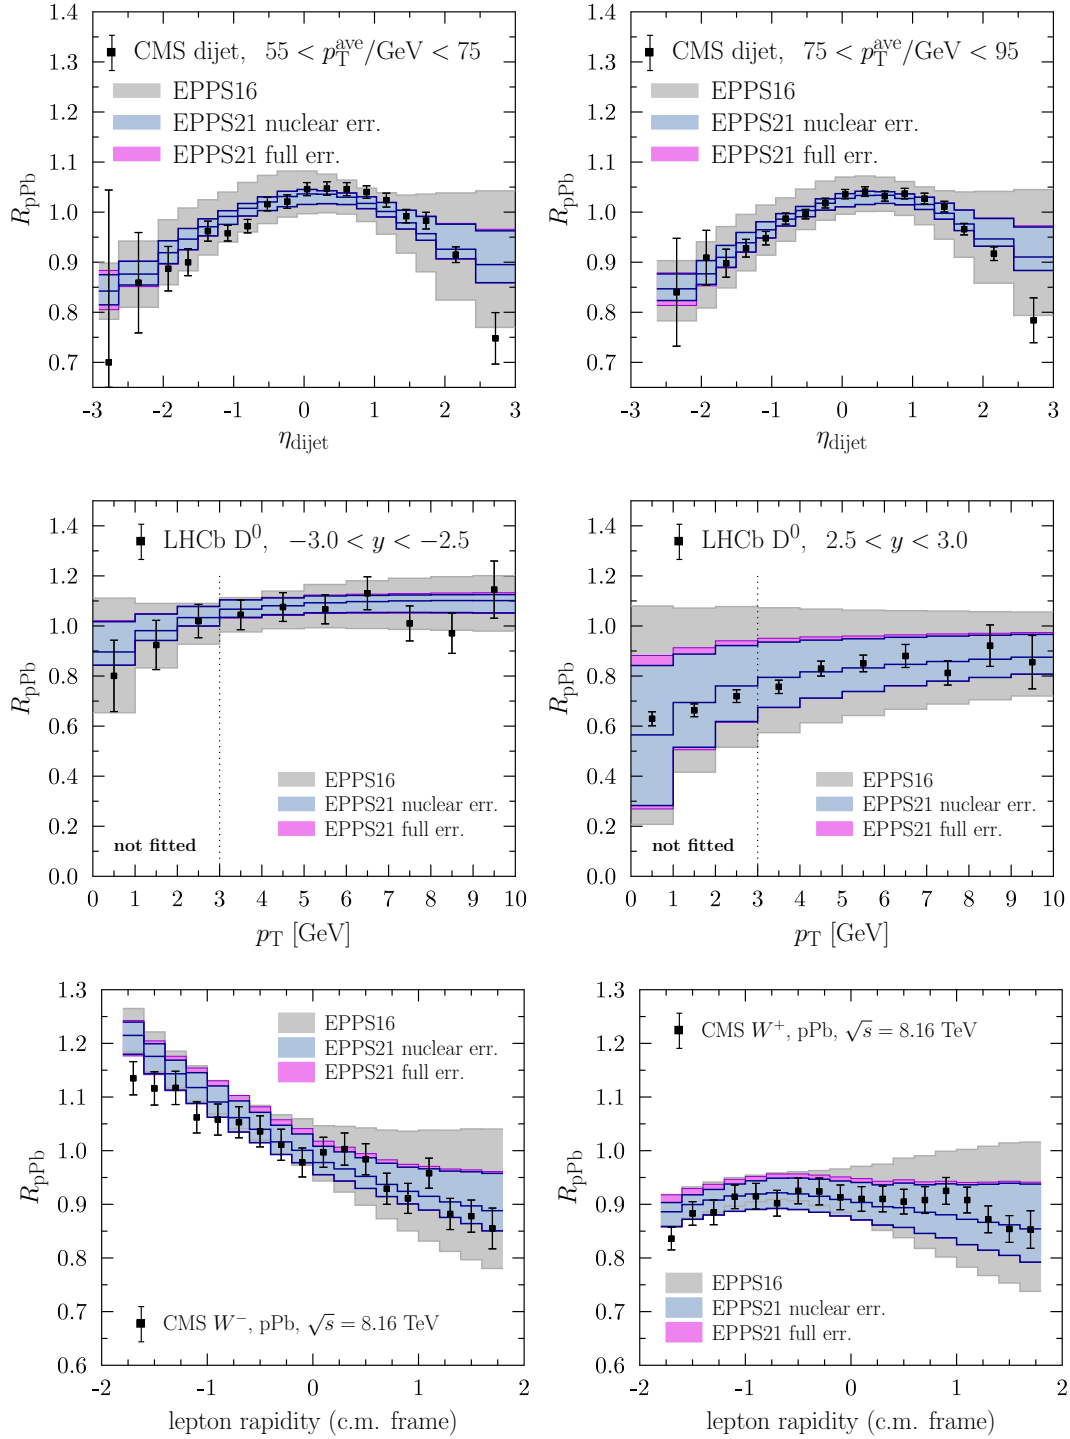 CMS dijet, 55 < p_T^ave/GeV < 75
EPPS16
EPPS21 nuclear err.
EPPS21 full err.
R_pPb
1.4
1.3
1.2
1.1
1.0
0.9
0.8
0.7
-3 -2 -1 0 1 2 3
η_dijet
CMS dijet, 75 < p_T^ave/GeV < 95
EPPS16
EPPS21 nuclear err.
EPPS21 full err.
R_pPb
1.4
1.3
1.2
1.1
1.0
0.9
0.8
0.7
-3 -2 -1 0 1 2 3
η_dijet
LHCb D^0, −3.0 < y < −2.5
R_pPb
1.4
1.2
1.0
0.8
0.6
0.4
0.2
0.0
EPPS16
EPPS21 nuclear err.
EPPS21 full err.
not fitted
0 1 2 3 4 5 6 7 8 9 10
p_T [GeV]
LHCb D^0, 2.5 < y < 3.0
R_pPb
1.4
1.2
1.0
0.8
0.6
0.4
0.2
0.0
EPPS16
EPPS21 nuclear err.
EPPS21 full err.
not fitted
0 1 2 3 4 5 6 7 8 9 10
p_T [GeV]
EPPS16
EPPS21 nuclear err.
EPPS21 full err.
R_pPb
1.3
1.2
1.1
1.0
0.9
0.8
0.7
0.6
CMS W^−, pPb, √s = 8.16 TeV
-2 -1 0 1 2
lepton rapidity (c.m. frame)
CMS W^+, pPb, √s = 8.16 TeV
R_pPb
1.3
1.2
1.1
1.0
0.9
0.8
0.7
0.6
EPPS16
EPPS21 nuclear err.
EPPS21 full err.
-2 -1 0 1 2
lepton rapidity (c.m. frame)